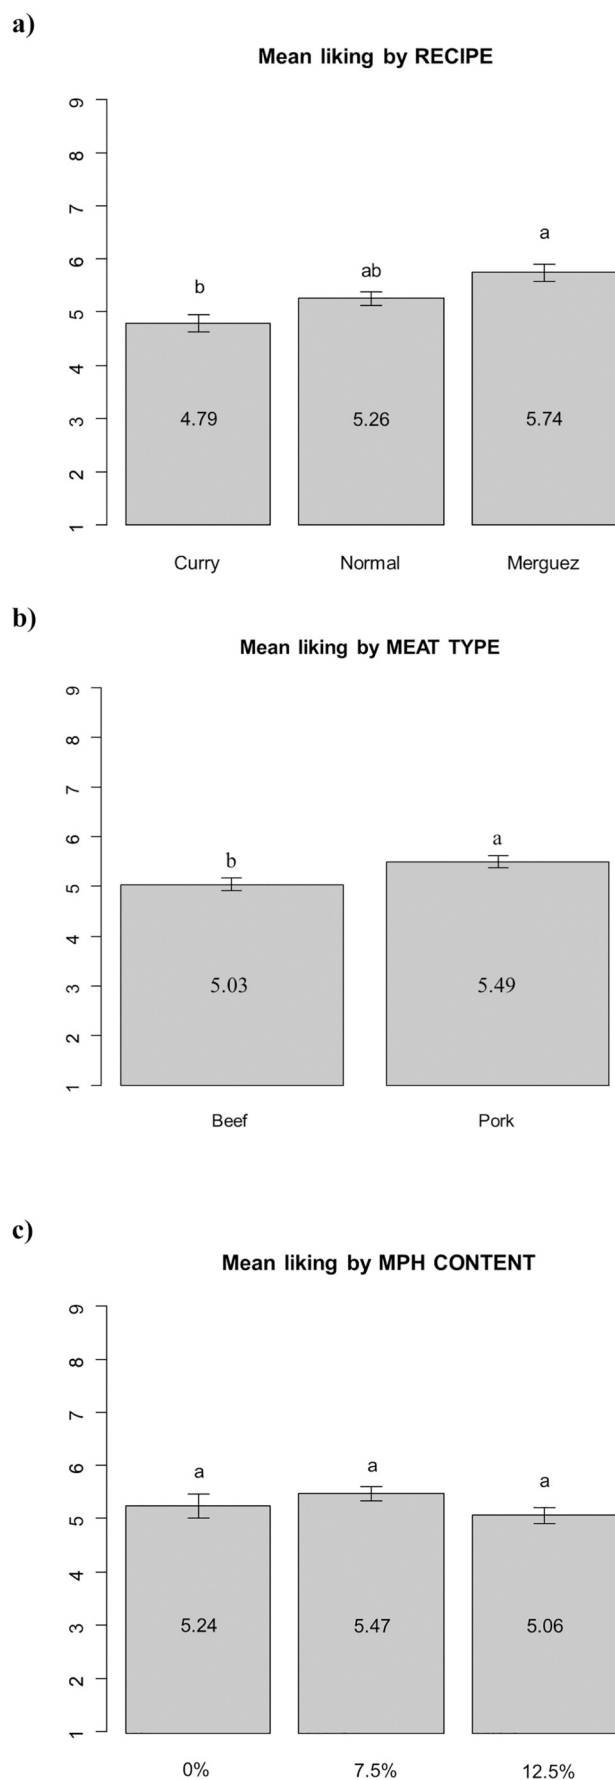 a)
Mean liking by RECIPE
9
8
7
6
5
4
3
2
1
b
ab
a
4.79
5.26
5.74
Curry
Normal
Merguez
b)
Mean liking by MEAT TYPE
9
8
7
6
5
4
3
2
1
b
a
5.03
5.49
Beef
Pork
c)
Mean liking by MPH CONTENT
9
8
7
6
5
4
3
2
1
a
a
a
5.24
5.47
5.06
0%
7.5%
12.5%